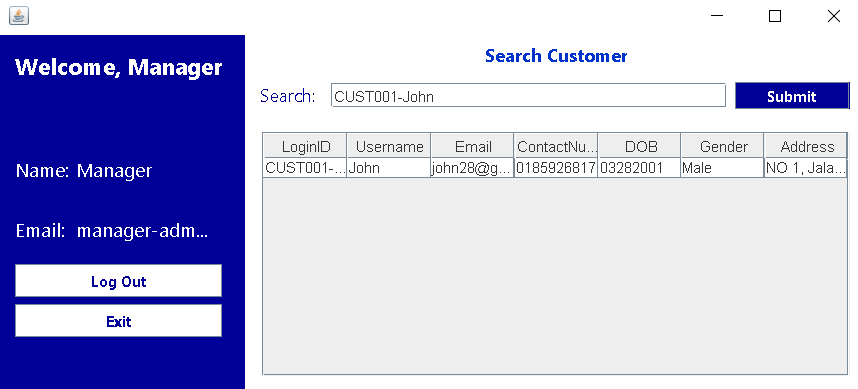 Welcome, Manager
Name: Manager
Email: manager-adm...
Log Out
Exit
Search Customer
Search: CUST001-John Submit
LoginID Username Email ContactNu... DOB Gender Address
CUST001-... John john28@g... 0185926817 03282001 Male NO 1, Jala...